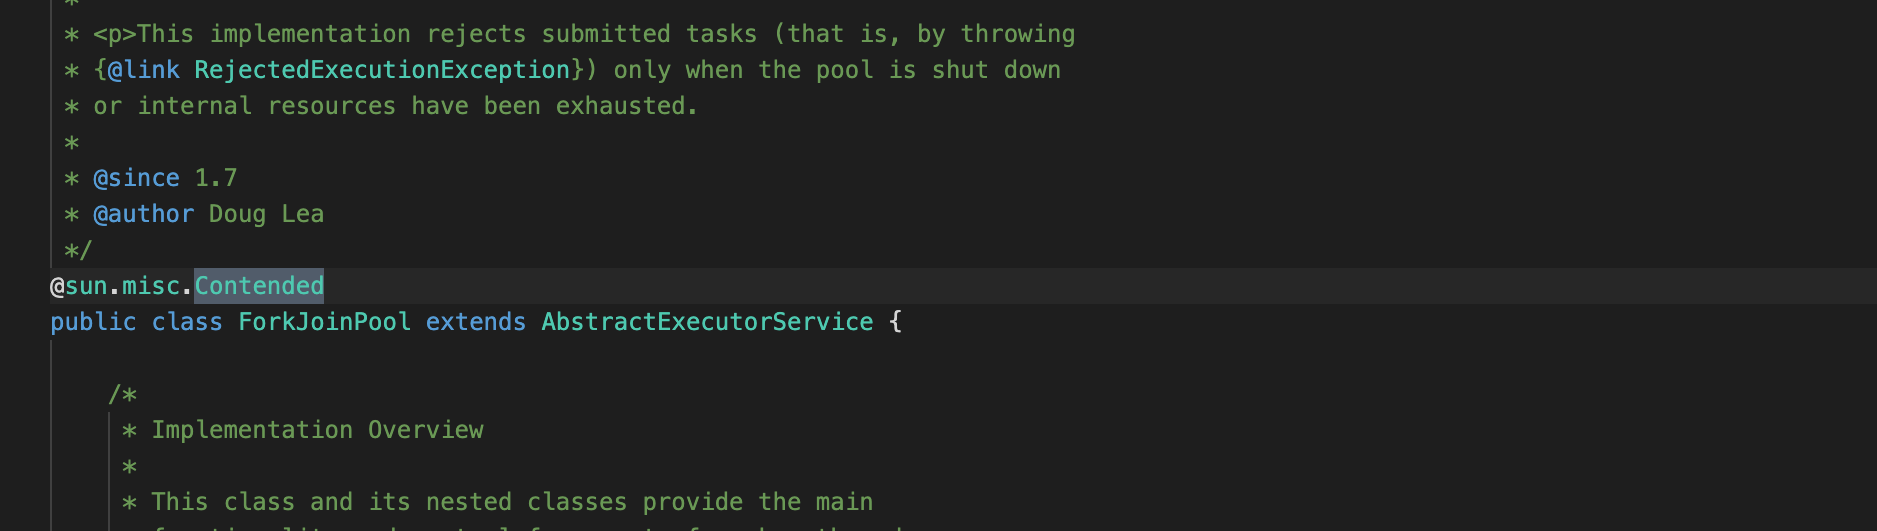 *
* <p>This implementation rejects submitted tasks (that is, by throwing
* {@link RejectedExecutionException}) only when the pool is shut down
* or internal resources have been exhausted.
*
* @since 1.7
* @author Doug Lea
*/
@sun.misc.Contended
public class ForkJoinPool extends AbstractExecutorService {
/*
* Implementation Overview
*
* This class and its nested classes provide the main